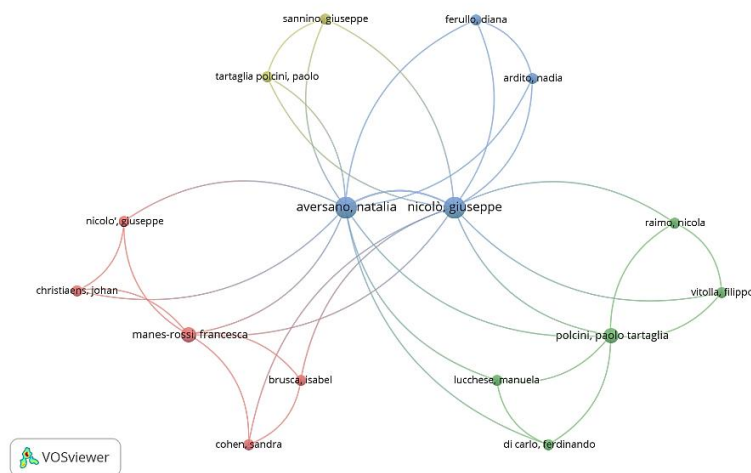 sannino, giuseppe
ferullo, diana
tartaglia polcini, paolo
ardito, nadia
aversano, natalia
nicolò, giuseppe
nicolo', giuseppe
raimo, nicola
christiaens, johan
vitolla, filippo
manes-rossi, francesca
polcini, paolo tartaglia
brusca, isabel
lucchese, manuela
cohen, sandra
di carlo, ferdinando
VOSviewer